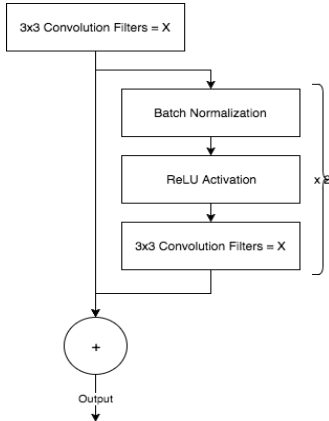 3x3 Convolution Filters = X
Batch Normalization
ReLU Activation
x
3x3 Convolution Filters = X
+
Output